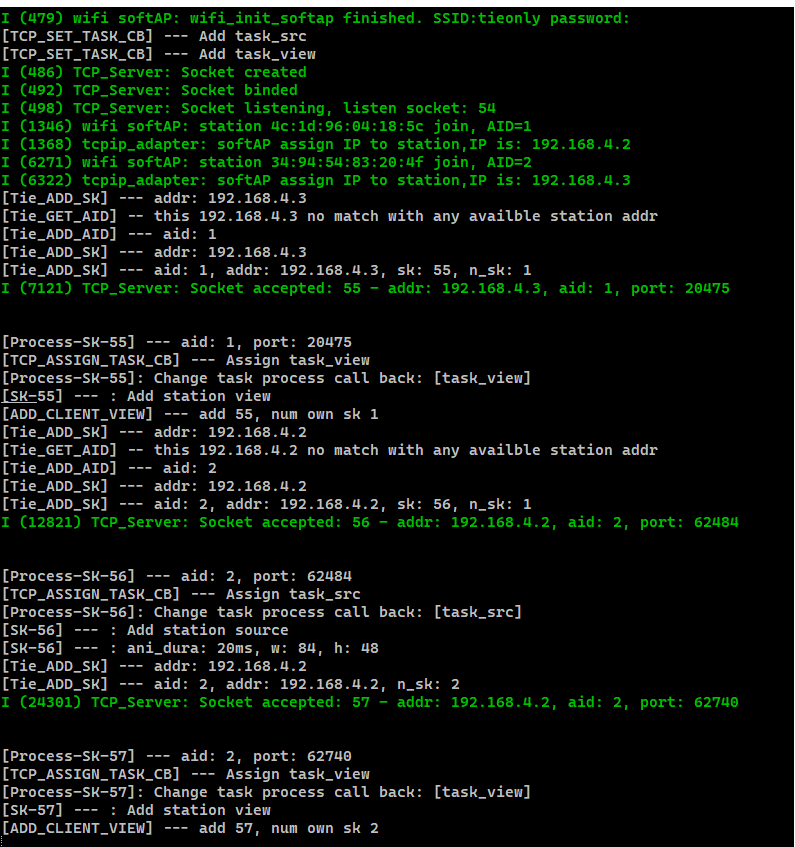 I (479) wifi softAP: wifi_init_softap finished. SSID:tieonly password:
[TCP_SET_TASK_CB] --- Add task_src
[TCP_SET_TASK_CB] --- Add task_view
I (486) TCP_Server: Socket created
I (492) TCP_Server: Socket binded
I (498) TCP_Server: Socket listening, listen socket: 54
I (1346) wifi softAP: station 4c:1d:96:04:18:5c join, AID=1
I (1368) tcpip_adapter: softAP assign IP to station,IP is: 192.168.4.2
I (6271) wifi softAP: station 34:94:54:83:20:4f join, AID=2
I (6322) tcpip_adapter: softAP assign IP to station,IP is: 192.168.4.3
[Tie_ADD_SK] --- addr: 192.168.4.3
[Tie_GET_AID] -- this 192.168.4.3 no match with any availble station addr
[Tie_ADD_AID] --- aid: 1
[Tie_ADD_SK] --- addr: 192.168.4.3
[Tie_ADD_SK] --- aid: 1, addr: 192.168.4.3, sk: 55, n_sk: 1
I (7121) TCP_Server: Socket accepted: 55 - addr: 192.168.4.3, aid: 1, port: 20475
[Process-SK-55] --- aid: 1, port: 20475
[TCP_ASSIGN_TASK_CB] --- Assign task_view
[Process-SK-55]: Change task process call back: [task_view]
[SK-55] --- : Add station view
[ADD_CLIENT_VIEW] --- add 55, num own sk 1
[Tie_ADD_SK] --- addr: 192.168.4.2
[Tie_GET_AID] -- this 192.168.4.2 no match with any availble station addr
[Tie_ADD_AID] --- aid: 2
[Tie_ADD_SK] --- addr: 192.168.4.2
[Tie_ADD_SK] --- aid: 2, addr: 192.168.4.2, sk: 56, n_sk: 1
I (12821) TCP_Server: Socket accepted: 56 - addr: 192.168.4.2, aid: 2, port: 62484
[Process-SK-56] --- aid: 2, port: 62484
[TCP_ASSIGN_TASK_CB] --- Assign task_src
[Process-SK-56]: Change task process call back: [task_src]
[SK-56] --- : Add station source
[SK-56] --- : ani_dura: 20ms, w: 84, h: 48
[Tie_ADD_SK] --- addr: 192.168.4.2
[Tie_ADD_SK] --- aid: 2, addr: 192.168.4.2, n_sk: 2
I (24301) TCP_Server: Socket accepted: 57 - addr: 192.168.4.2, aid: 2, port: 62740
[Process-SK-57] --- aid: 2, port: 62740
[TCP_ASSIGN_TASK_CB] --- Assign task_view
[Process-SK-57]: Change task process call back: [task_view]
[SK-57] --- : Add station view
[ADD_CLIENT_VIEW] --- add 57, num own sk 2